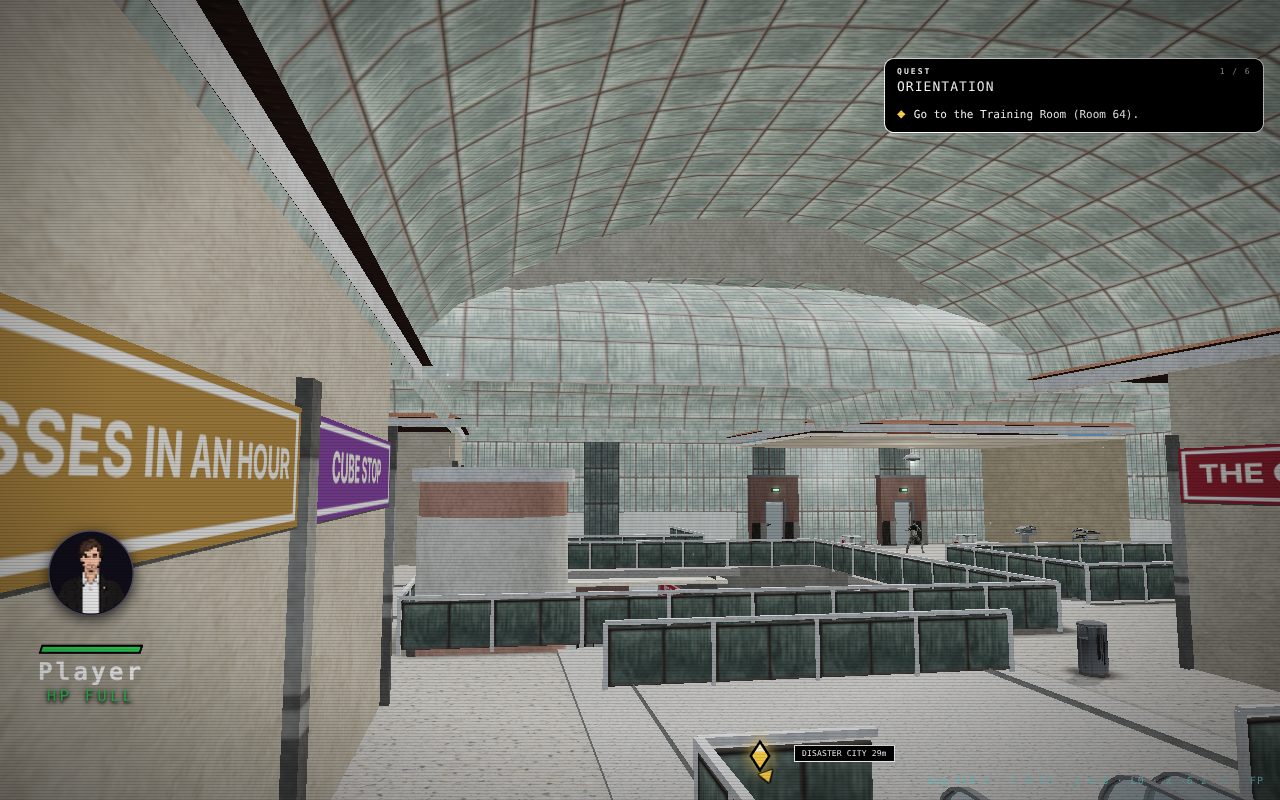 QUEST
1 / 6
ORIENTATION
Go to the Training Room (Room 64).
SSES IN AN HOUR
CUBE STOP
THE
Player
HP FULL
DISASTER CITY 29m
FP